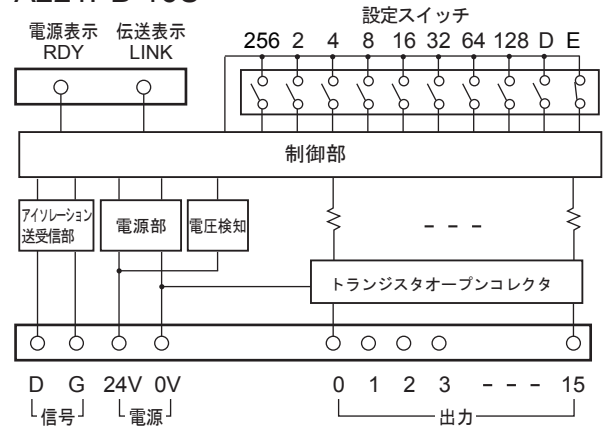 設定スイッチ
電源表示 伝送表示
RDY LINK
256 2 4 8 16 32 64 128 D E
制御部
アイソレーション
送受信部
電源部
電圧検知
トランジスタオープンコレクタ
D G 24V 0V 0 1 2 3 15
信号 電源 出力